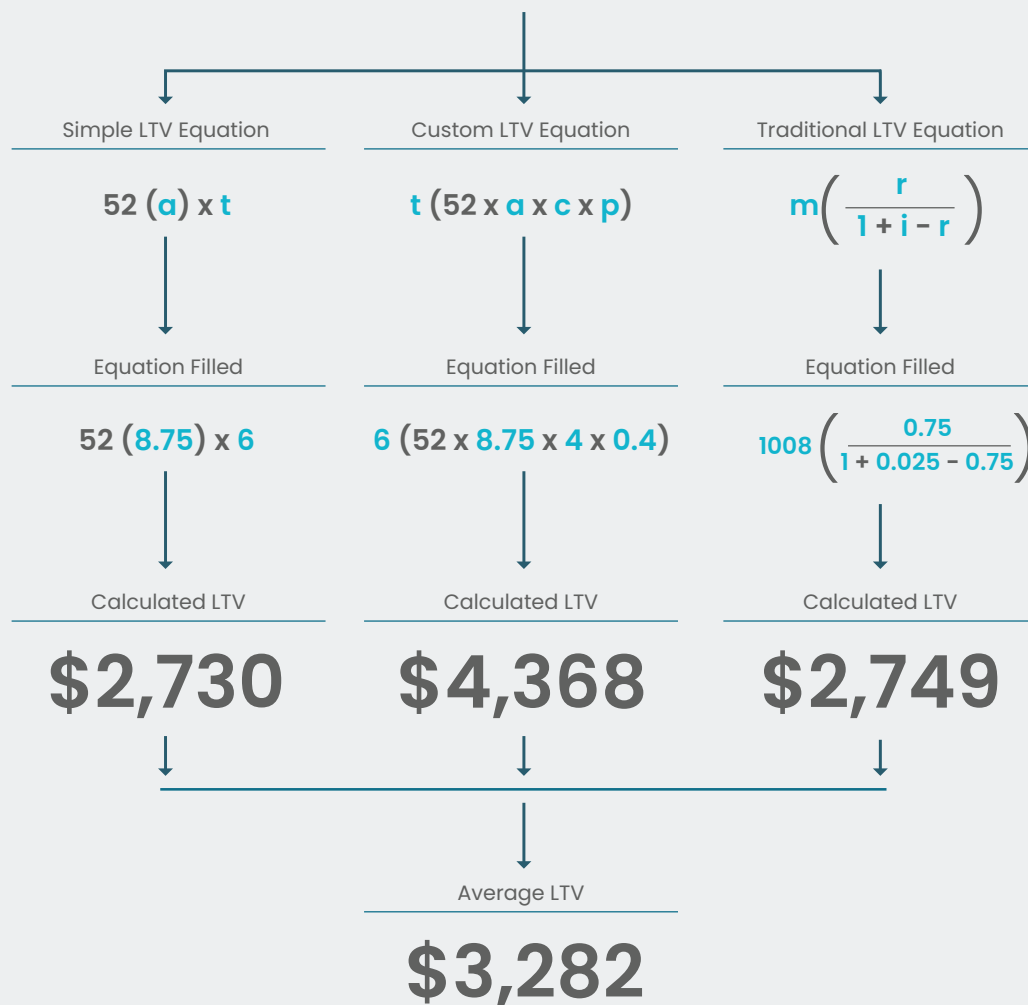 Simple LTV Equation
Custom LTV Equation
Traditional LTV Equation
52 (a) x t
t (52 x a x c x p)
m( r
1 + i - r )
Equation Filled
Equation Filled
Equation Filled
52 (8.75) x 6
6 (52 x 8.75 x 4 x 0.4)
1008 ( 0.75
1 + 0.025 - 0.75 )
Calculated LTV
Calculated LTV
Calculated LTV
$2,730
$4,368
$2,749
Average LTV
$3,282